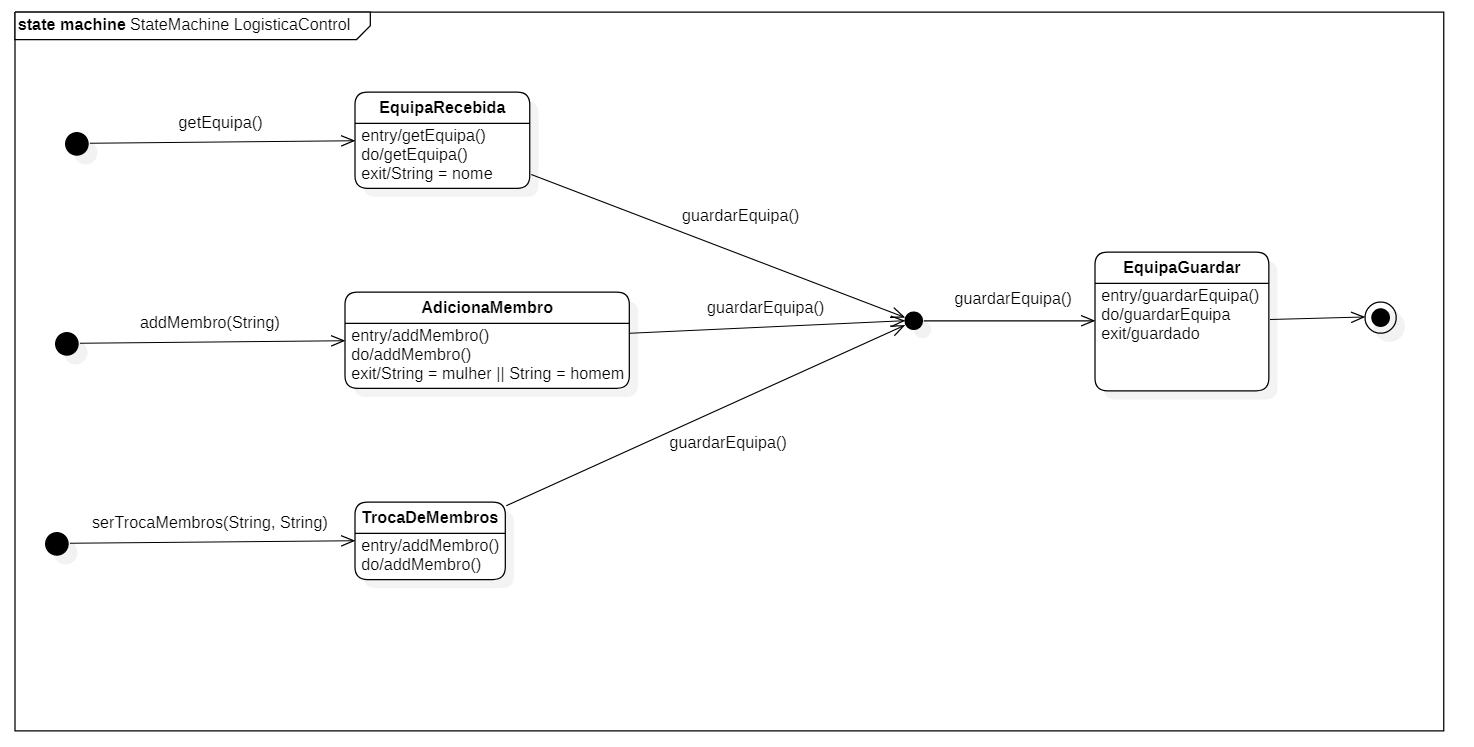 state machine StateMachine LogisticaControl
getEquipa()
EquipaRecebida
entry/getEquipa()
do/getEquipa()
exit/String = nome
guardarEquipa()
addMembro(String)
AdicionaMembro
entry/addMembro()
do/addMembro()
exit/String = mulher || String = homem
guardarEquipa()
guardarEquipa()
EquipaGuardar
entry/guardarEquipa()
do/guardarEquipa
exit/guardado
guardarEquipa()
serTrocaMembros(String, String)
TrocaDeMembros
entry/addMembro()
do/addMembro()